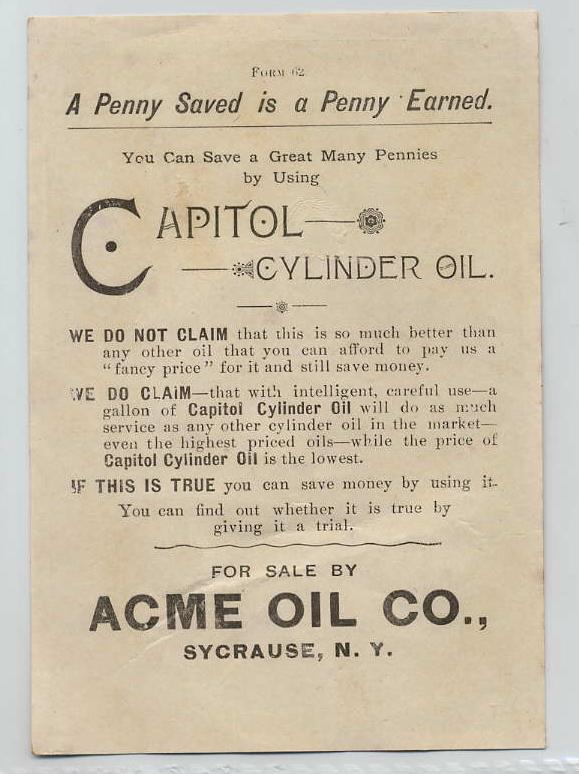 FORM 62
A Penny Saved is a Penny Earned.
You Can Save a Great Many Pennies
by Using
CAPITOL
CYLINDER OIL.
WE DO NOT CLAIM that this is so much better than
any other oil that you can afford to pay us a
"fancy price" for it and still save money.
WE DO CLAIM—that with intelligent, careful use—a
gallon of Capitol Cylinder Oil will do as much
service as any other cylinder oil in the market—
even the highest priced oils—while the price of
Capitol Cylinder Oil is the lowest.
IF THIS IS TRUE you can save money by using it.
You can find out whether it is true by
giving it a trial.
FOR SALE BY
ACME OIL CO.,
SYCRAUSE, N. Y.